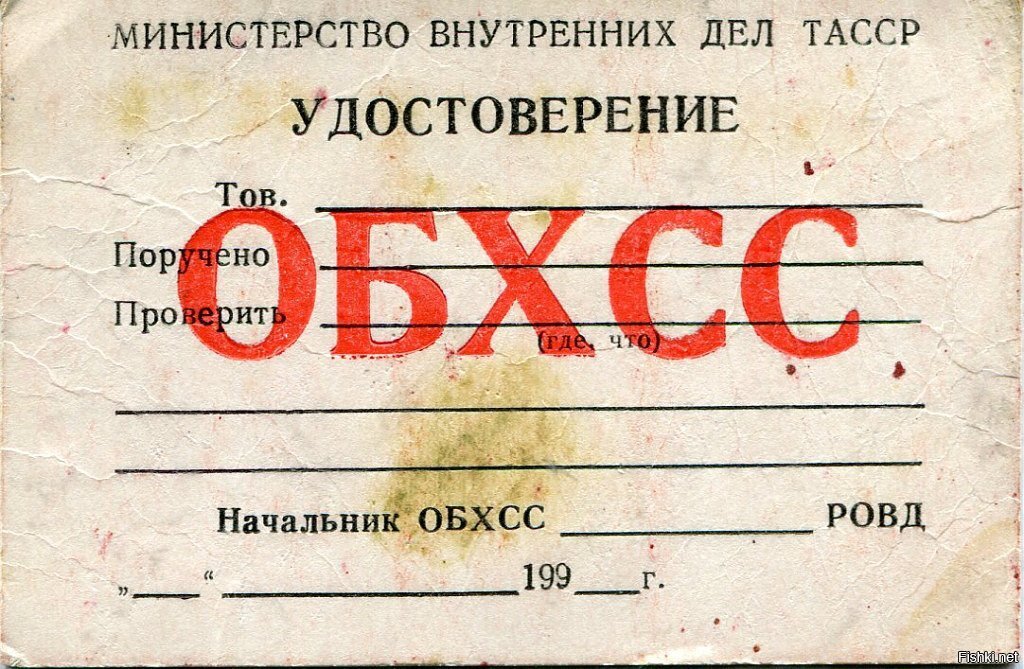 МИНИСТЕРСТВО ВНУТРЕННИХ ДЕЛ ТАССР
УДОСТОВЕРЕНИЕ
Тов.
ОБХСС
Поручено
Проверить
(где, что)
Начальник ОБХСС РОВД
„ “ 199 г.
Fishki.net